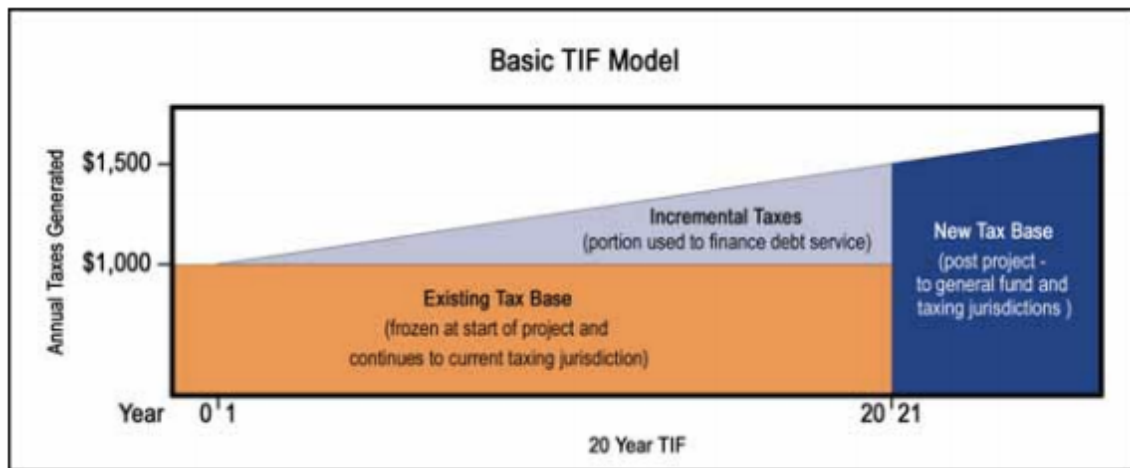 Basic TIF Model
Annual Taxes Generated
$1,500
$1,000
Incremental Taxes
(portion used to finance debt service)
New Tax Base
(post project -
to general fund and
taxing jurisdictions )
Existing Tax Base
(frozen at start of project and
continues to current taxing jurisdiction)
Year 0 1 20 21
20 Year TIF